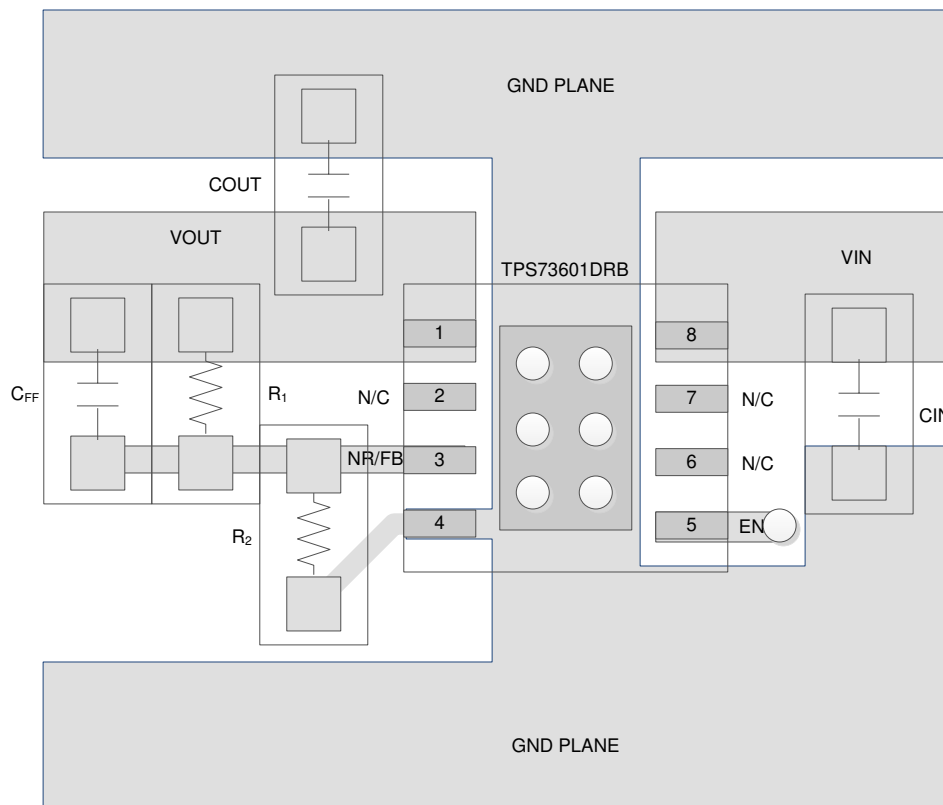 GND PLANE
COUT
VOUT
TPS73601DRB
VIN
1
8
CFF
R1
N/C
2
7
N/C
CIN
NR/FB
3
6
N/C
R2
4
5
EN
GND PLANE